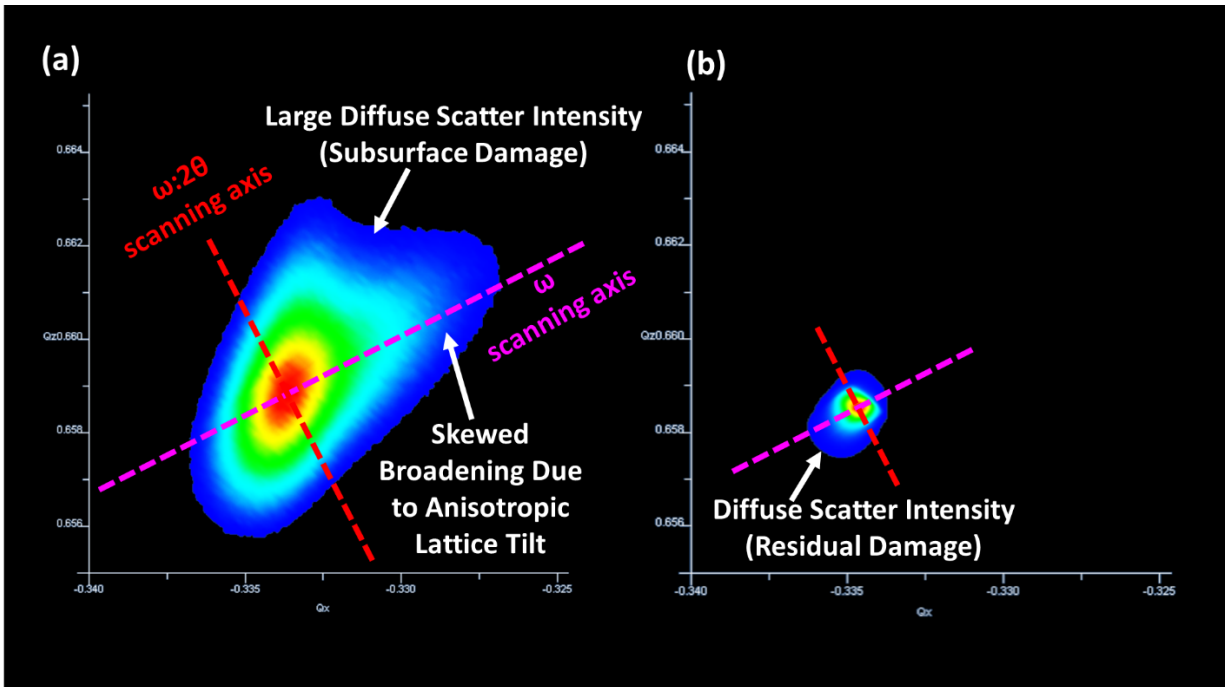 (a)
Large Diffuse Scatter Intensity
(Subsurface Damage)
ω:2θ
scanning axis
ω
scanning axis
Skewed
Broadening Due
to Anisotropic
Lattice Tilt
0.664
0.662
Qz0.660
0.658
0.656
-0.340
-0.335
-0.330
-0.325
Qx
(b)
0.664
0.662
Qz0.660
0.658
0.656
Diffuse Scatter Intensity
(Residual Damage)
-0.340
-0.335
-0.330
-0.325
Qx